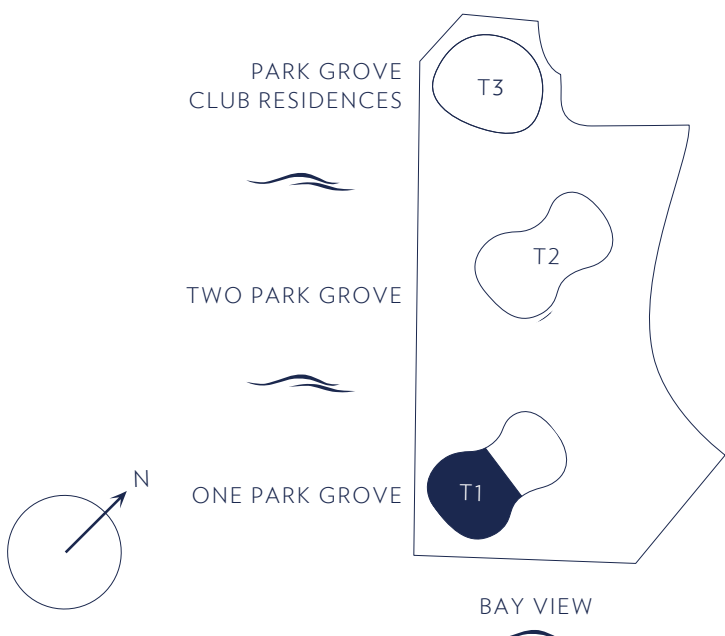 PARK GROVE
CLUB RESIDENCES
T3
T2
TWO PARK GROVE
N
ONE PARK GROVE
T1
BAY VIEW